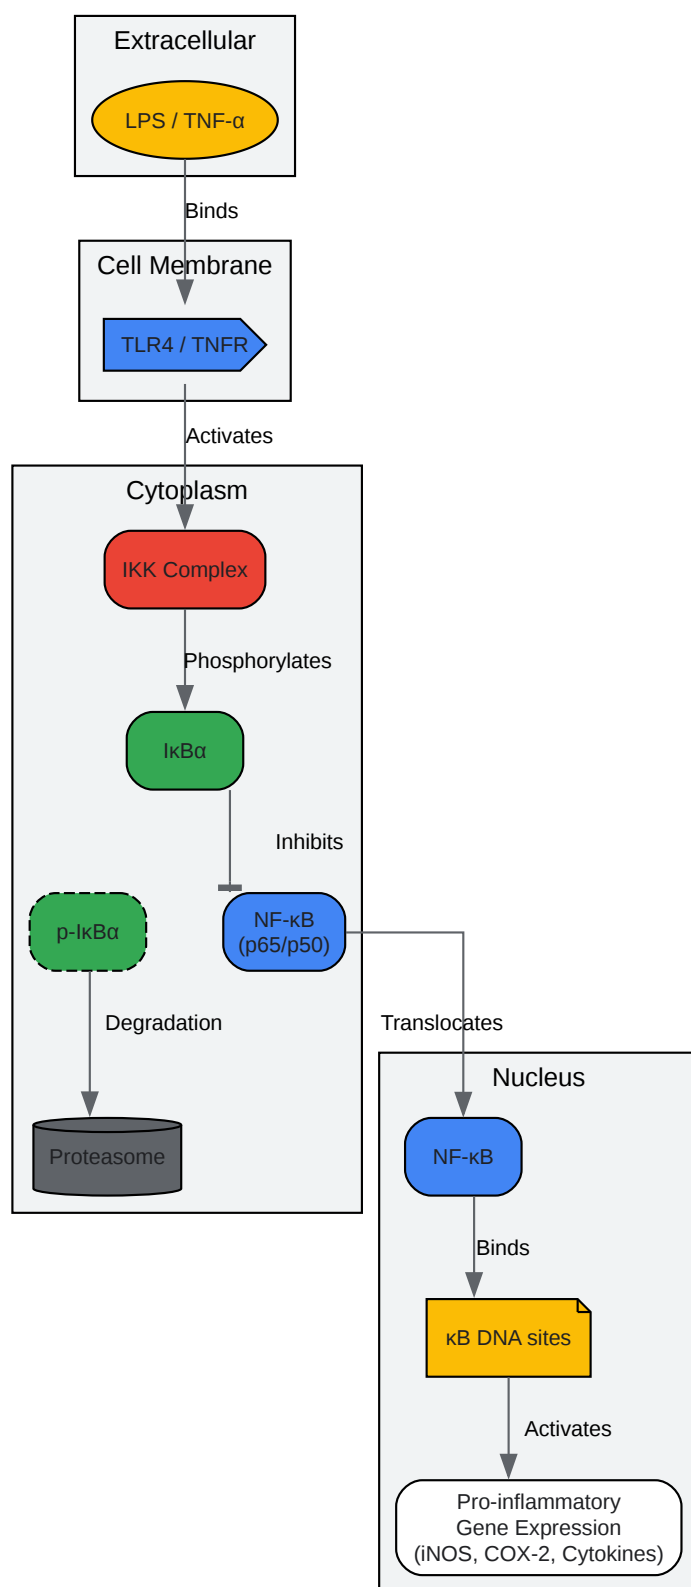 Extracellular
LPS / TNF-α
Binds
Cell Membrane
TLR4 / TNFR
Activates
Cytoplasm
IKK Complex
Phosphorylates
IκBα
Inhibits
p-IκBα
NF-κB
(p65/p50)
Degradation
Translocates
Proteasome
Nucleus
NF-κB
Binds
κB DNA sites
Activates
Pro-inflammatory
Gene Expression
(iNOS, COX-2, Cytokines)